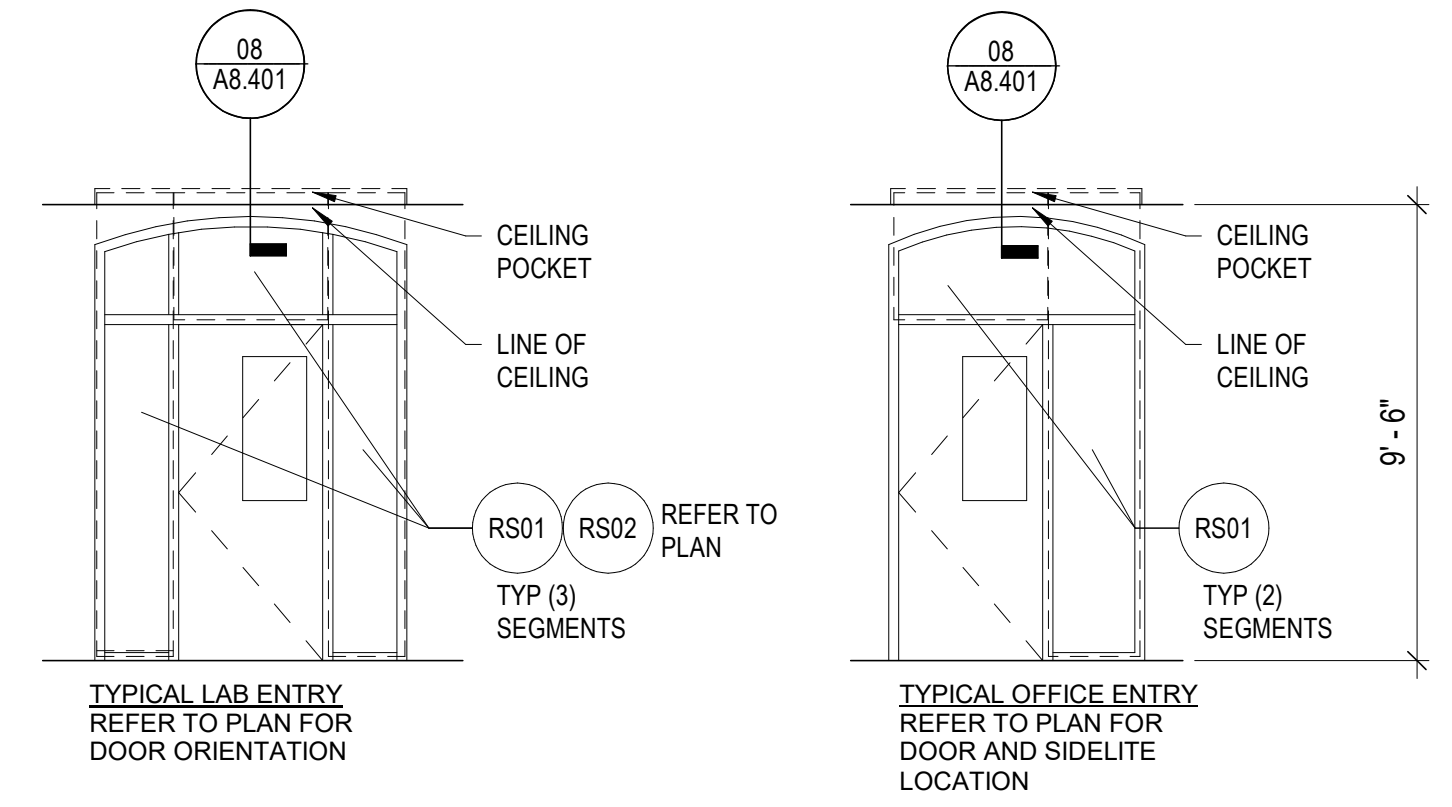 08
A8.401
CEILING
POCKET
LINE OF
CEILING
RS01
RS02
REFER TO
PLAN
TYP (3)
SEGMENTS
TYPICAL LAB ENTRY
REFER TO PLAN FOR
DOOR ORIENTATION
08
A8.401
CEILING
POCKET
LINE OF
CEILING
9' - 6"
RS01
TYP (2)
SEGMENTS
TYPICAL OFFICE ENTRY
REFER TO PLAN FOR
DOOR AND SIDELITE
LOCATION